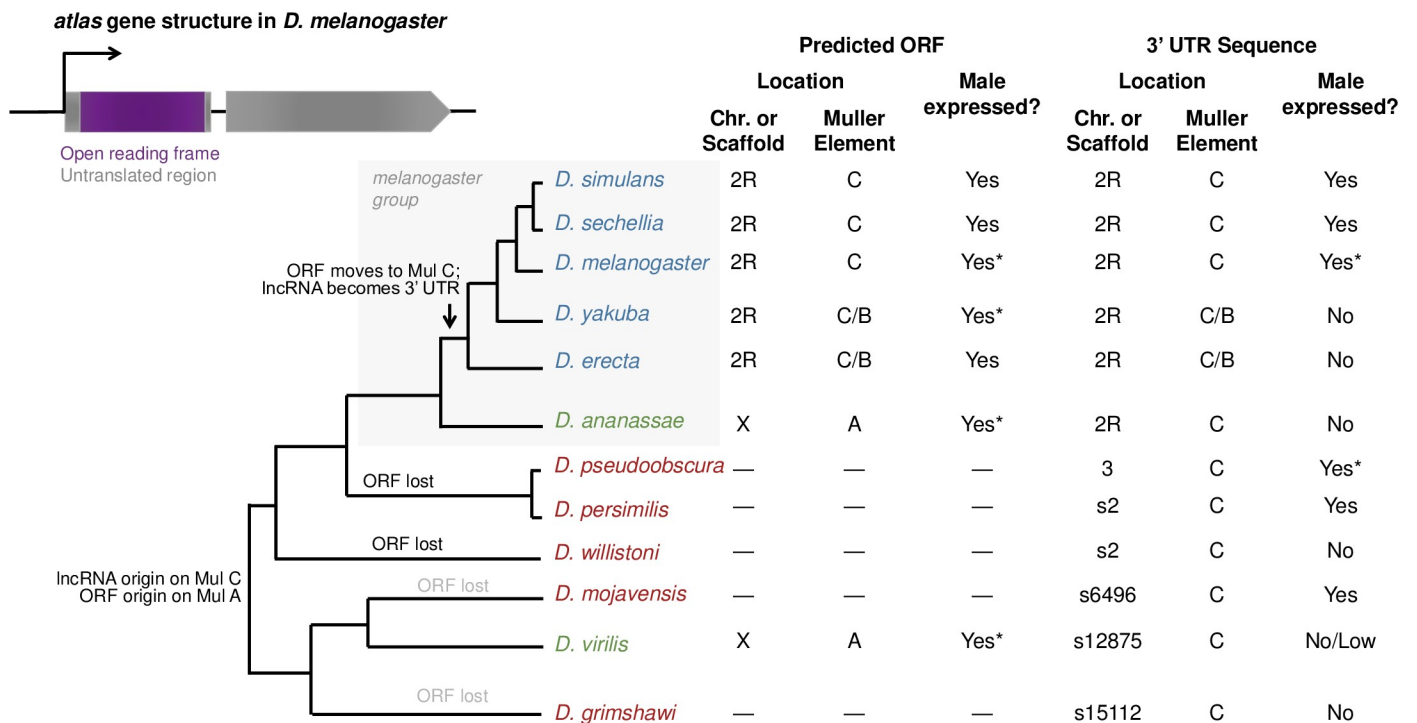 atlas gene structure in D. melanogaster
Open reading frame
Untranslated region
Predicted ORF
3’ UTR Sequence
Location
Male
expressed?
Location
Male
expressed?
Chr. or
Scaffold
Muller
Element
Chr. or
Scaffold
Muller
Element
melanogaster
group
ORF moves to Mul C;
lncRNA becomes 3’ UTR
ORF lost
ORF lost
lncRNA origin on Mul C
ORF origin on Mul A
ORF lost
ORF lost
D. simulans 2R C Yes 2R C Yes
D. sechellia 2R C Yes 2R C Yes
D. melanogaster 2R C Yes* 2R C Yes*
D. yakuba 2R C/B Yes* 2R C/B No
D. erecta 2R C/B Yes 2R C/B No
D. ananassae X A Yes* 2R C No
D. pseudoobscura — — — 3 C Yes*
D. persimilis — — — s2 C Yes
D. willistoni — — — s2 C No
D. mojavensis — — — s6496 C Yes
D. virilis X A Yes* s12875 C No/Low
D. grimshawi — — — s15112 C No